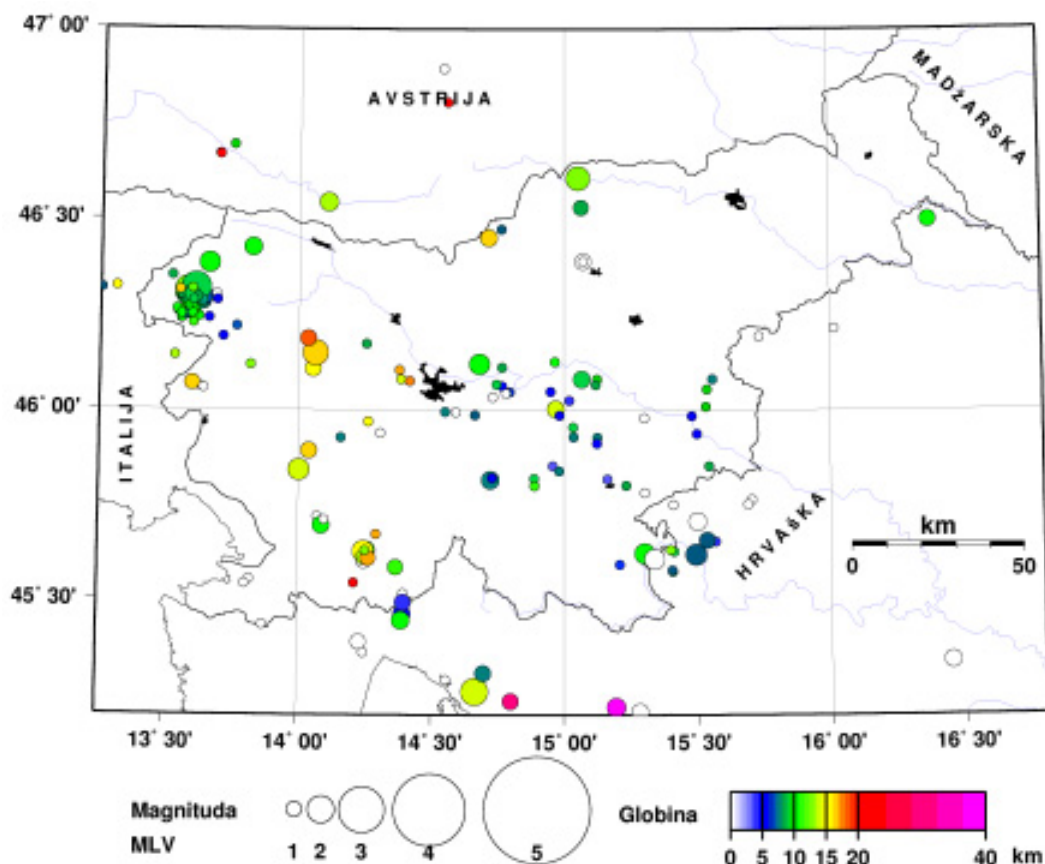 47° 00'
AVSTRIJA
MADŽARSKA
46° 30'
ITALIJA
46° 00'
HRVAšKA
km
0 50
45° 30'
13° 30' 14° 00' 14° 30' 15° 00' 15° 30' 16° 00' 16° 30'
Magnituda
MLV
1 2 3 4 5
Globina
0 5 10 15 20 40 km